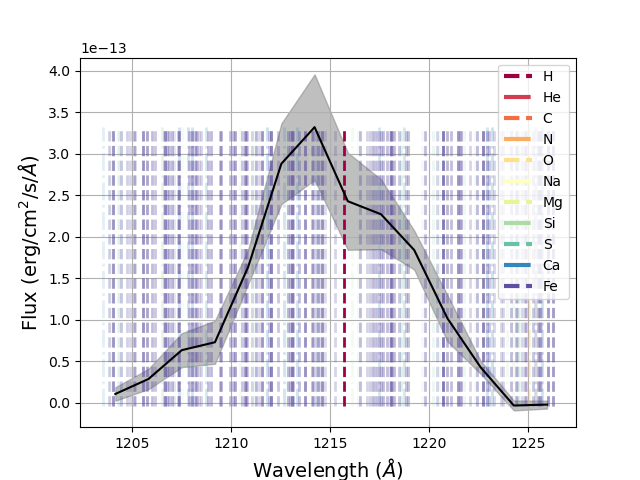 1e−13
4.0
3.5
3.0
2.5
2.0
1.5
1.0
0.5
0.0
Flux (erg/cm²/s/Å)
1205 1210 1215 1220 1225
Wavelength (Å)
H
He
C
N
O
Na
Mg
Si
S
Ca
Fe